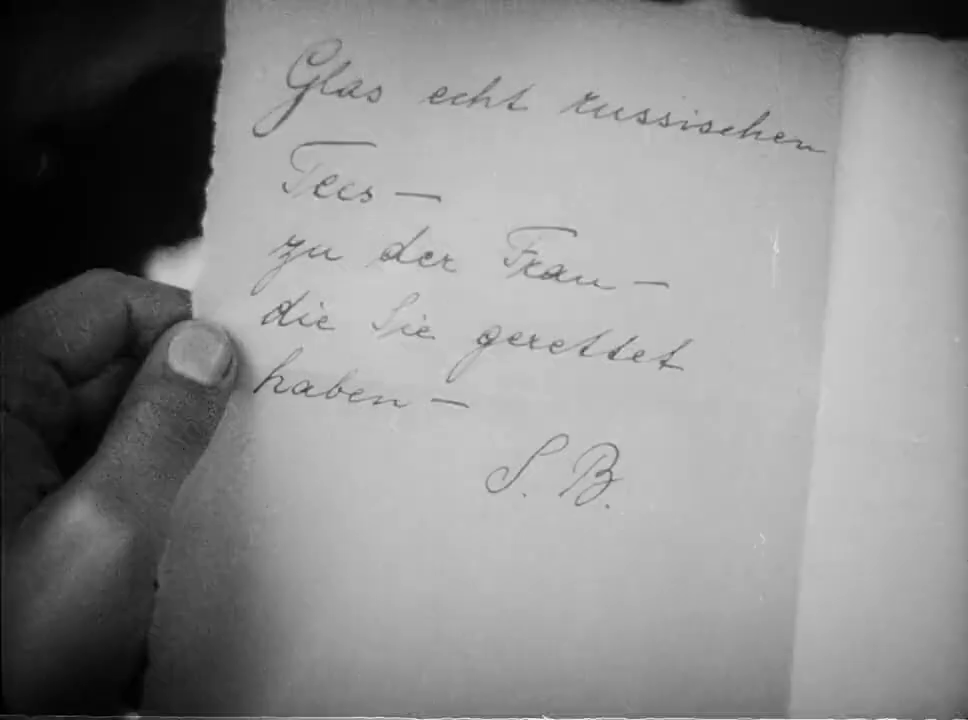 Glas echt russischen
Tees —
zu der Frau —
die Sie gerettet
haben —
S. B.